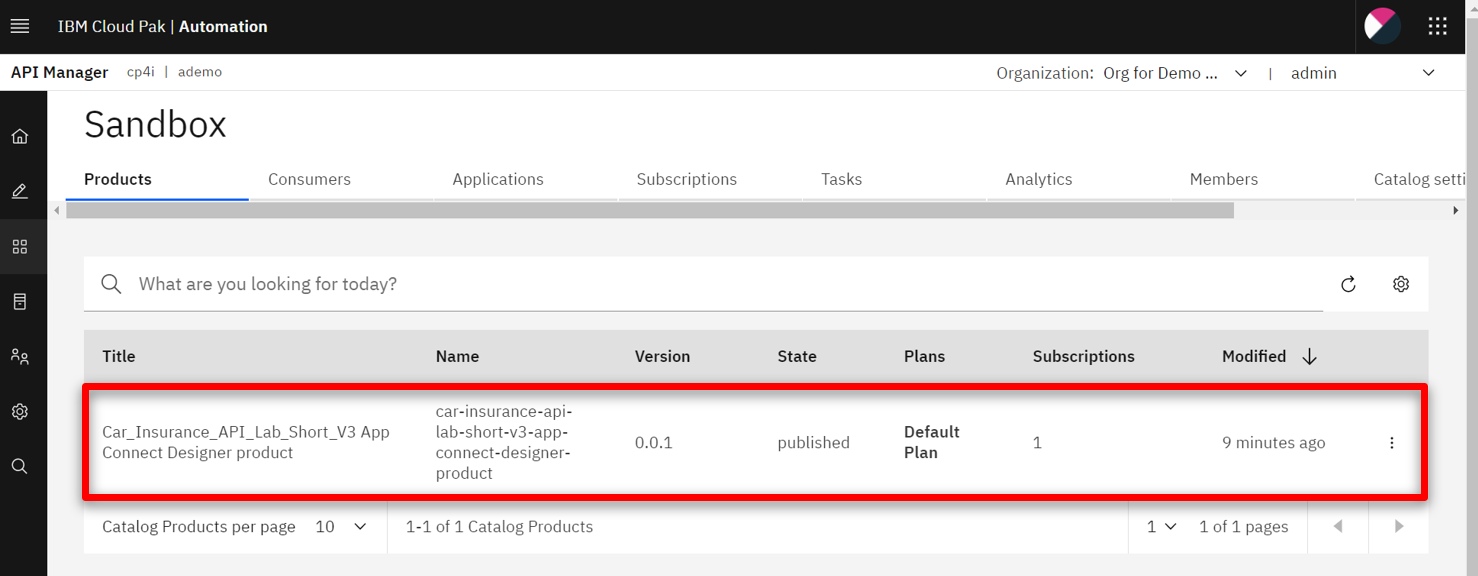 IBM Cloud Pak | Automation
API Manager cp4i | ademo Organization: Org for Demo ... | admin
Sandbox
Products Consumers Applications Subscriptions Tasks Analytics Members Catalog setti
What are you looking for today?
Title Name Version State Plans Subscriptions Modified
Car_Insurance_API_Lab_Short_V3 App
Connect Designer product
car-insurance-api-
lab-short-v3-app-
connect-designer-
product
0.0.1
published
Default
Plan
1
9 minutes ago
Catalog Products per page 10 1-1 of 1 Catalog Products 1 1 of 1 pages